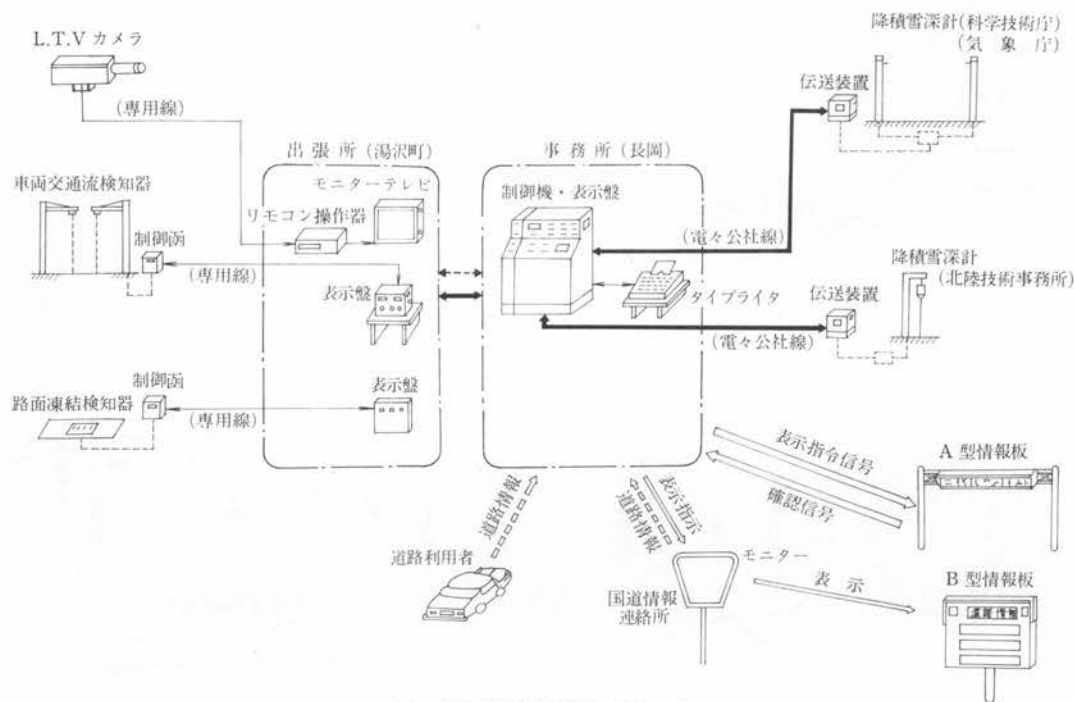 L.T.V カメラ
(専用線)
降積雪深計(科学技術庁)
(気 象 庁)
伝送装置
出 張 所 (湯沢町)
事 務 所 (長岡)
車両交通流検知器
モニターテレビ
リモコン操作器
制御機・表示盤
制御函
(専用線)
(電々公社線)
降積雪深計
(北陸技術事務所)
表示盤
タイプライタ
伝送装置
(電々公社線)
制御函
表示盤
路面凍結検知器
(専用線)
表示指令信号
確認信号
A 型情報板
道路情報
表示指示
道路情報
道路利用者
モニター
国道情報
連絡所
表 示
B 型情報板
道路情報